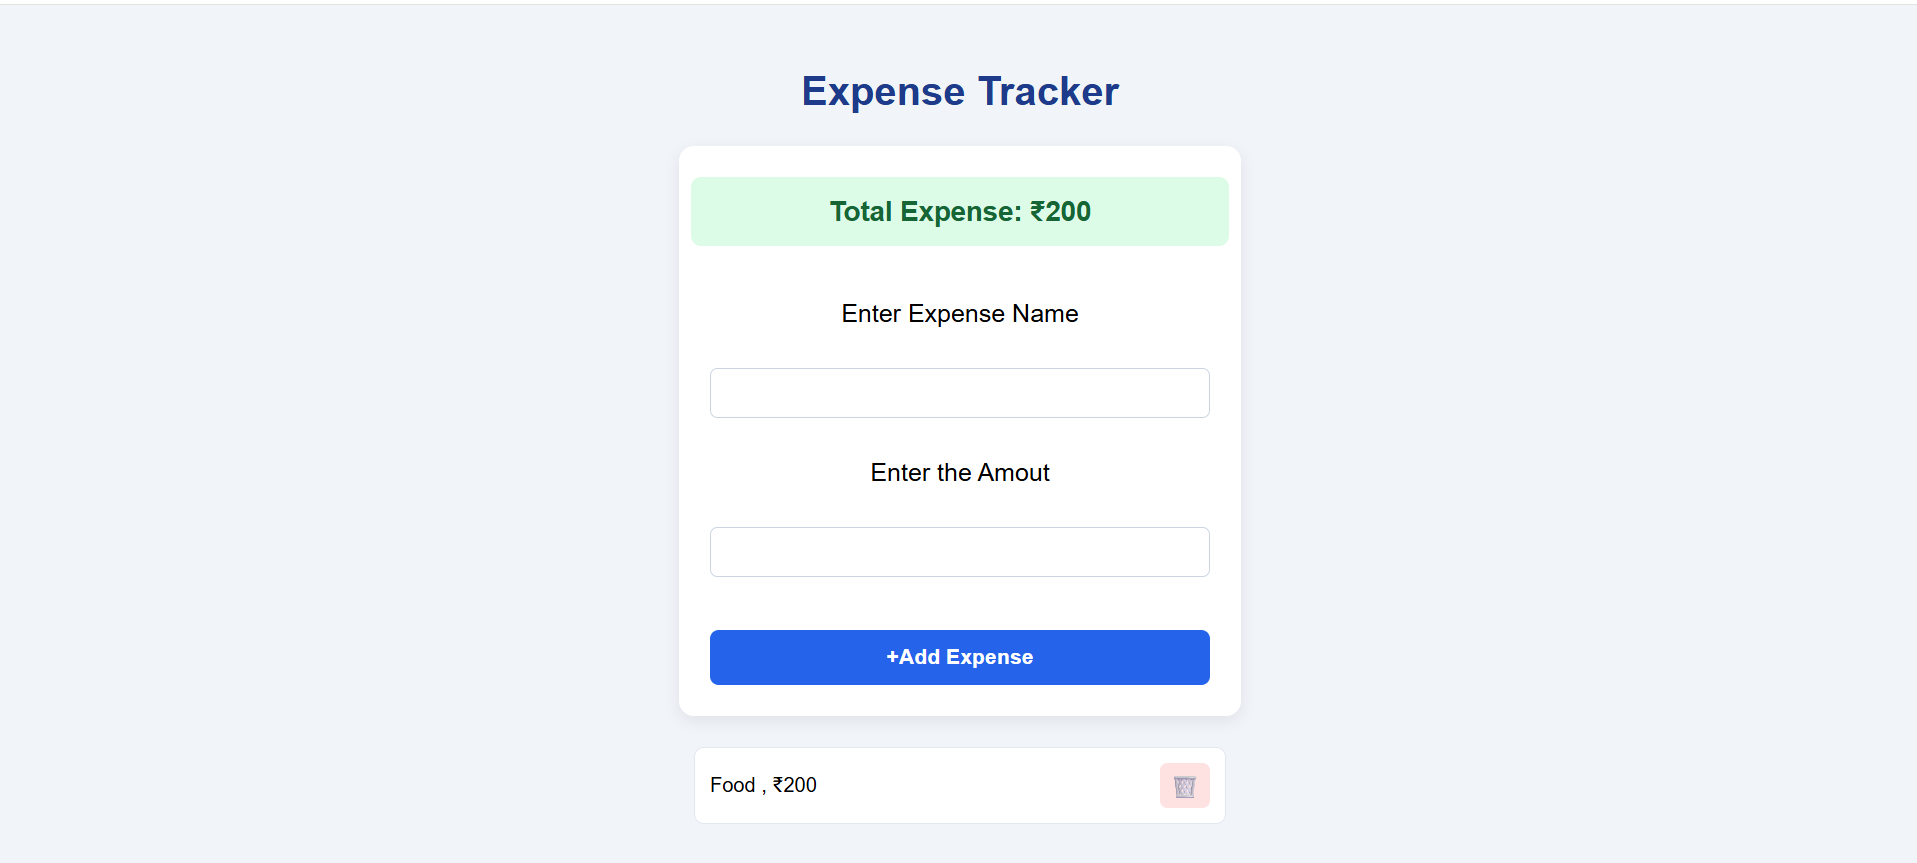 Expense Tracker
Total Expense: ₹200
Enter Expense Name
Enter the Amout
+Add Expense
Food , ₹200